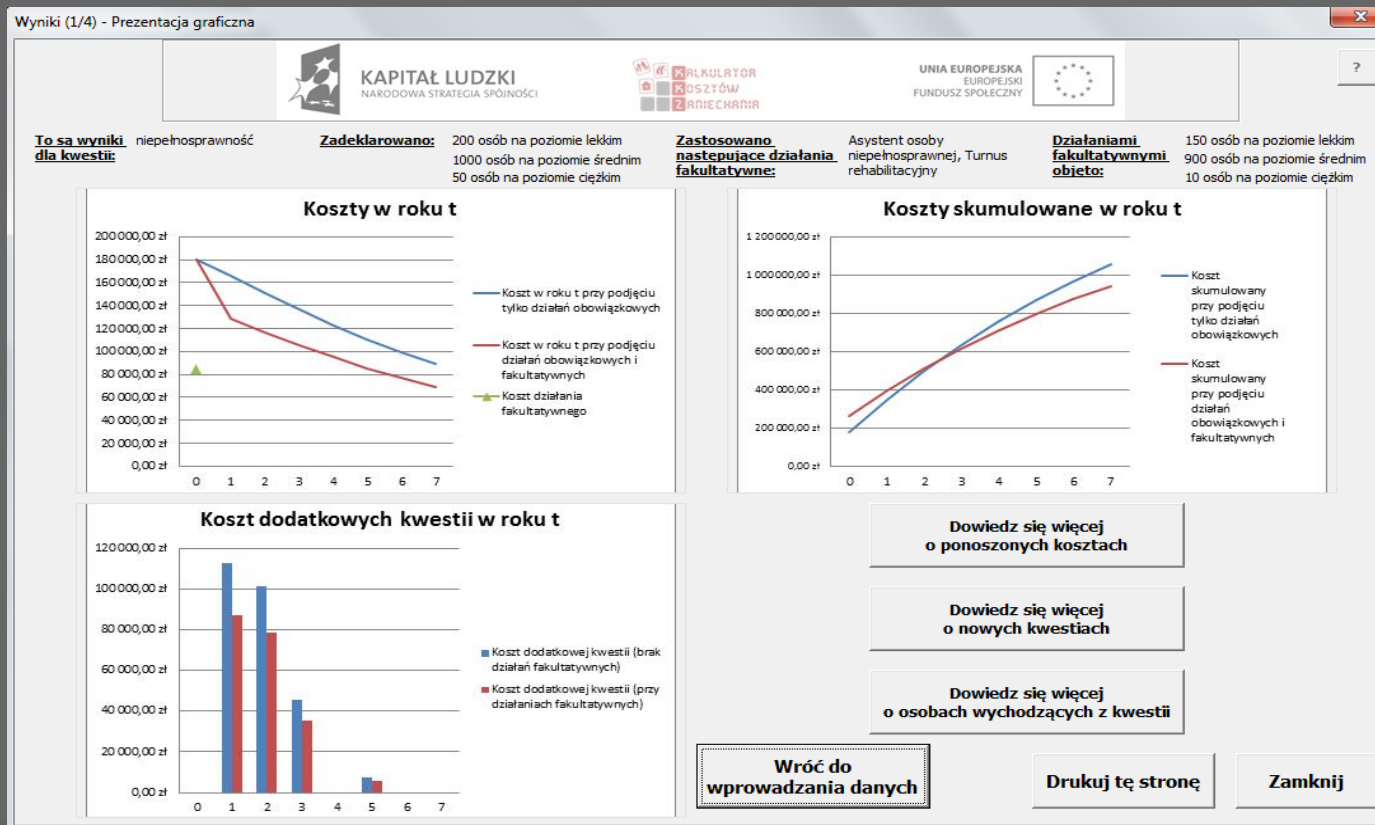 Wyniki (1/4) - Prezentacja graficzna
x
?
KAPITAŁ LUDZKI
NARODOWA STRATEGIA SPÓJNOŚCI
KALKULATOR
KOSZTÓW
ZANIECHANIA
UNIA EUROPEJSKA
EUROPEJSKI
FUNDUSZ SPOŁECZNY
To są wyniki
dla kwestii:
niepełnosprawność
Zadeklarowano:
200 osób na poziomie lekkim
1000 osób na poziomie średnim
50 osób na poziomie ciężkim
Zastosowano
następujące działania
fakultatywne:
Asystent osoby
niepełnosprawnej, Turnus
rehabilitacyjny
Działaniami
fakultatywnymi
objęto:
150 osób na poziomie lekkim
900 osób na poziomie średnim
10 osób na poziomie ciężkim
Koszty w roku t
200 000,00 zł
180 000,00 zł
160 000,00 zł
140 000,00 zł
120 000,00 zł
100 000,00 zł
80 000,00 zł
60 000,00 zł
40 000,00 zł
20 000,00 zł
0,00 zł
0 1 2 3 4 5 6 7
Koszt w roku t przy podjęciu
tylko działań obowiązkowych
Koszt w roku t przy podjęciu
działań obowiązkowych i
fakultatywnych
Koszt działania
fakultatywnego
Koszty skumulowane w roku t
1 200 000,00 zł
1 000 000,00 zł
800 000,00 zł
600 000,00 zł
400 000,00 zł
200 000,00 zł
0,00 zł
0 1 2 3 4 5 6 7
Koszt
skumulowany
przy podjęciu
tylko działań
obowiązkowych
Koszt
skumulowany
przy podjęciu
działań
obowiązkowych i
fakultatywnych
Koszt dodatkowych kwestii w roku t
120 000,00 zł
100 000,00 zł
80 000,00 zł
60 000,00 zł
40 000,00 zł
20 000,00 zł
0,00 zł
0 1 2 3 4 5 6 7
Koszt dodatkowej kwestii (brak
działań fakultatywnych)
Koszt dodatkowej kwestii (przy
działaniach fakultatywnych)
Dowiedz się więcej
o ponoszonych kosztach
Dowiedz się więcej
o nowych kwestiach
Dowiedz się więcej
o osobach wychodzących z kwestii
Wróć do
wprowadzania danych
Drukuj tę stronę
Zamknij